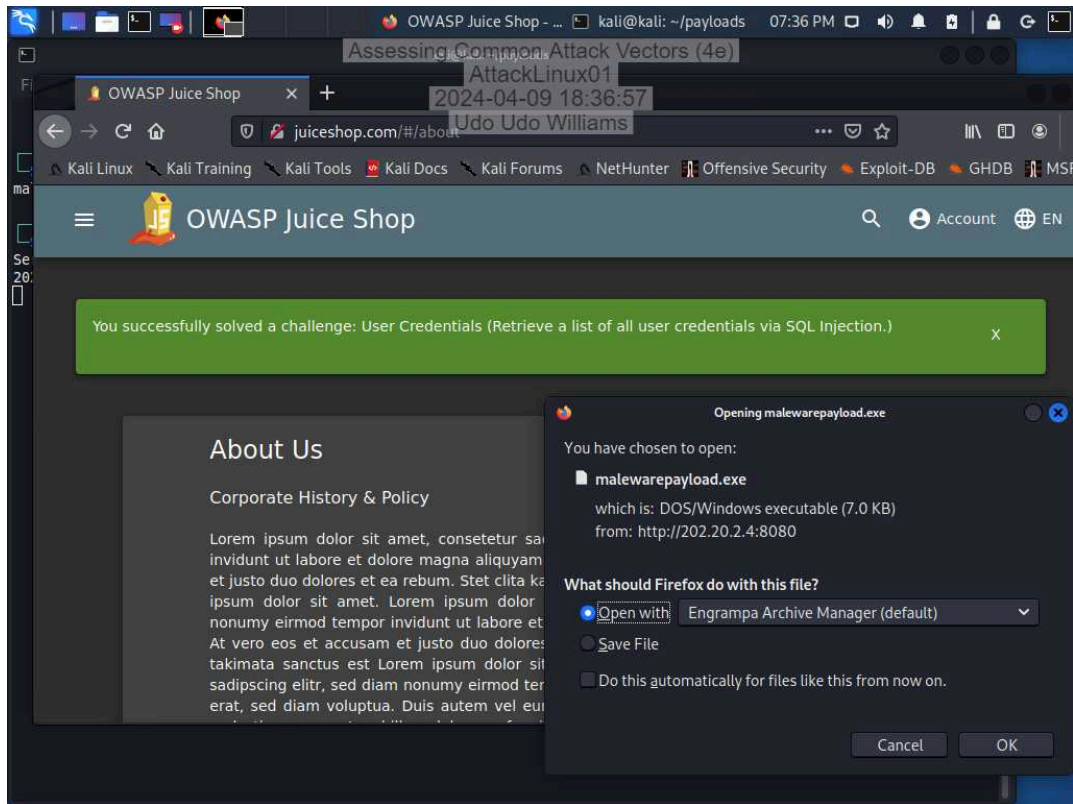 OWASP Juice Shop - ... kali@kali: ~/payloads 07:36 PM
Assessing Common Attack Vectors (4e)
AttackLinux01
2024-04-09 18:36:57
Udo Udo Williams
Fi
OWASP Juice Shop
juiceshop.com/#/about
Kali Linux Kali Training Kali Tools Kali Docs Kali Forums NetHunter Offensive Security Exploit-DB GHDB MSF
ma
OWASP Juice Shop
Account
EN
Se
202
You successfully solved a challenge: User Credentials (Retrieve a list of all user credentials via SQL Injection.)
X
About Us
Corporate History & Policy
Lorem ipsum dolor sit amet, consetetur sa
invidunt ut labore et dolore magna aliquyam
et justo duo dolores et ea rebum. Stet clita ka
ipsum dolor sit amet. Lorem ipsum dolor
nonumy eirmod tempor invidunt ut labore et
At vero eos et accusam et justo duo dolores
takimata sanctus est Lorem ipsum dolor sit
sadipscing elitr, sed diam nonumy eirmod ter
erat, sed diam voluptua. Duis autem vel eur
Opening malewarepayload.exe
You have chosen to open:
malewarepayload.exe
which is: DOS/Windows executable (7.0 KB)
from: http://202.20.2.4:8080
What should Firefox do with this file?
Open with Engrampa Archive Manager (default)
Save File
Do this automatically for files like this from now on.
Cancel
OK